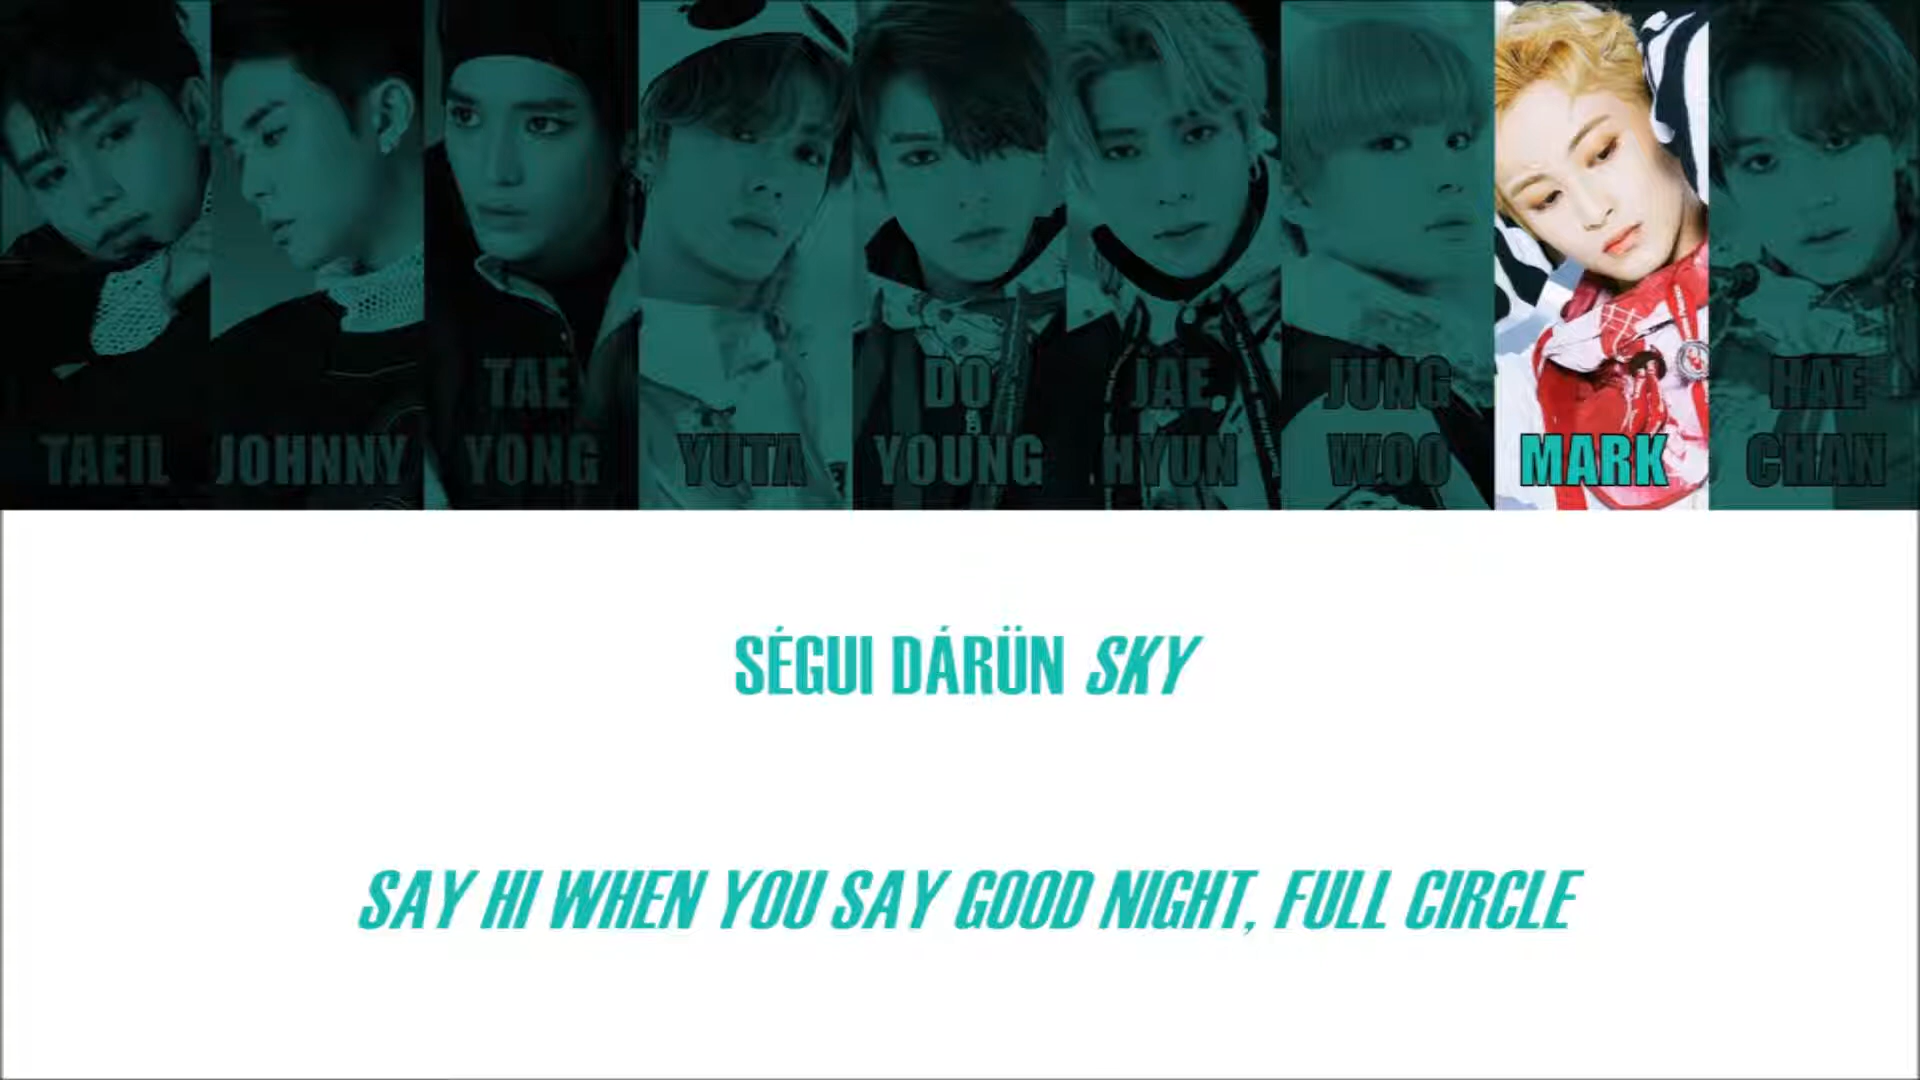 TAEIL
JOHNNY
TAE
YONG
YUTA
DO
YOUNG
JAE
HYUN
JUNG
WOO
MARK
HAE
CHAN
SÉGUI DÁRÜN SKY
SAY HI WHEN YOU SAY GOOD NIGHT, FULL CIRCLE